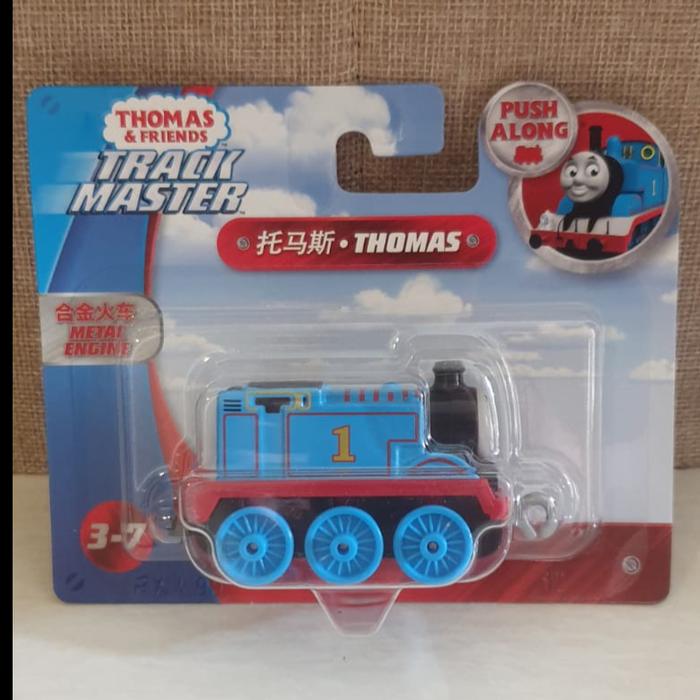 THOMAS
& FRIENDS
TRACK
MASTER
PUSH
ALONG
1
托马斯 • THOMAS
合金火车
METAL
ENGINE
1
3-7